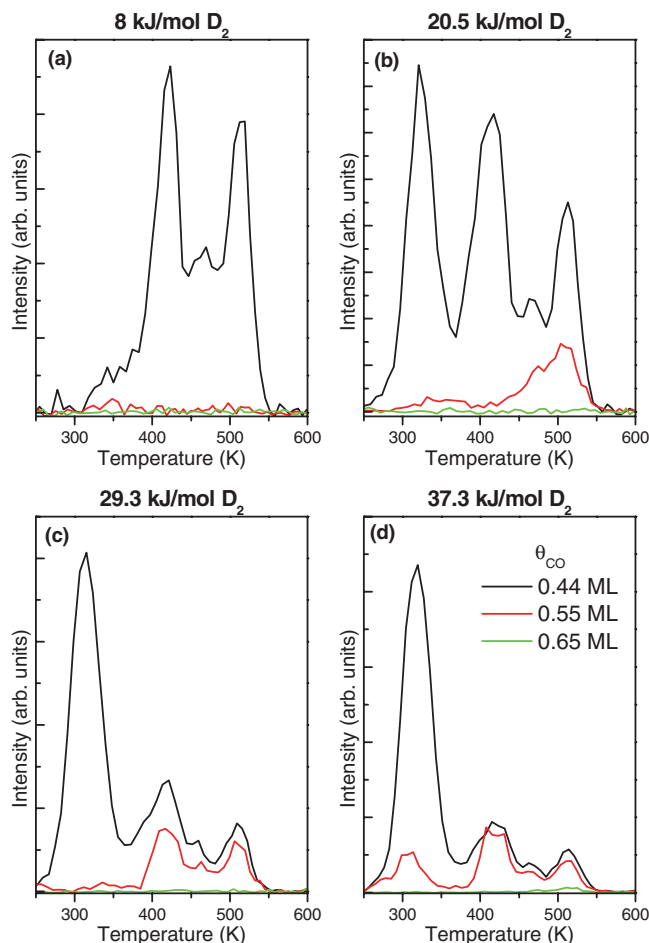 8 kJ/mol D₂
20.5 kJ/mol D₂
(a)
(b)
Intensity (arb. units)
Intensity (arb. units)
300 400 500 600
300 400 500 600
Temperature (K)
Temperature (K)
29.3 kJ/mol D₂
37.3 kJ/mol D₂
(c)
(d)
θCO
0.44 ML
0.55 ML
0.65 ML
Intensity (arb. units)
Intensity (arb. units)
300 400 500 600
300 400 500 600
Temperature (K)
Temperature (K)